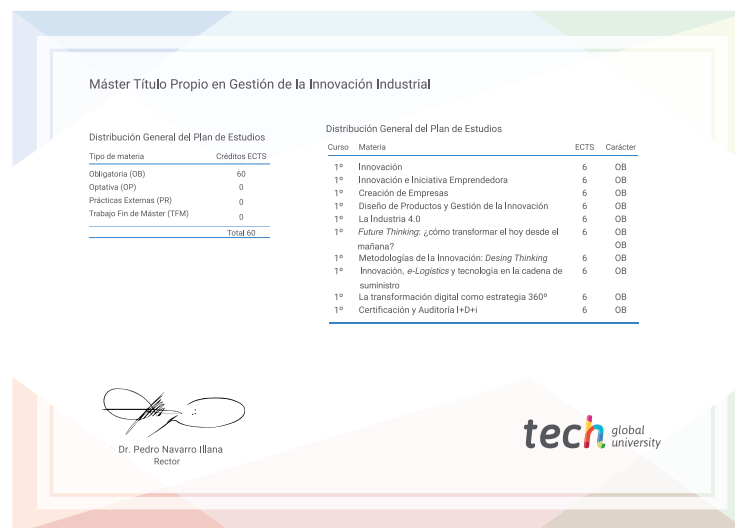 Máster Título Propio en Gestión de la Innovación Industrial
Distribución General del Plan de Estudios
Tipo de materia Créditos ECTS
Obligatoria (OB) 60
Optativa (OP) 0
Prácticas Externas (PR) 0
Trabajo Fin de Máster (TFM) 0
Total 60
Distribución General del Plan de Estudios
Curso Materia ECTS Carácter
1º Innovación 6 OB
1º Innovación e Iniciativa Emprendedora 6 OB
1º Creación de Empresas 6 OB
1º Diseño de Productos y Gestión de la Innovación 6 OB
1º La Industria 4.0 6 OB
1º Future Thinking: ¿cómo transformar el hoy desde el 6 OB
mañana? OB
1º Metodologías de la Innovación: Desing Thinking 6 OB
1º Innovación, e-Logistics y tecnología en la cadena de 6 OB
suministro
1º La transformación digital como estrategia 360º 6 OB
1º Certificación y Auditoría I+D+i 6 OB
Dr. Pedro Navarro Illana
Rector
tech global
university